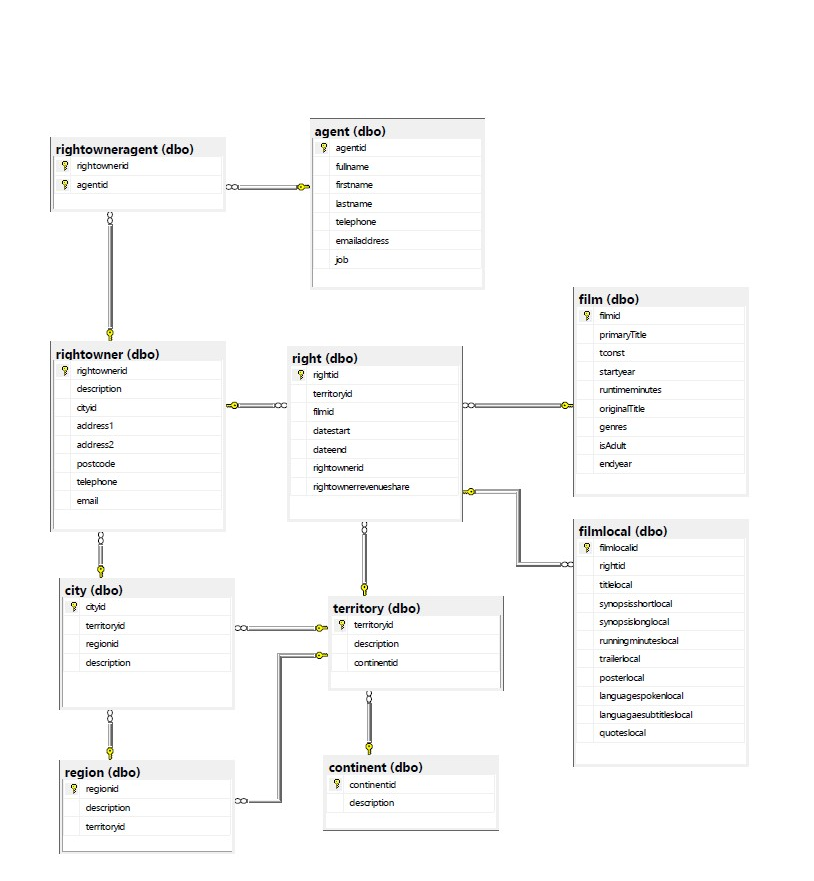 rightowneragent (dbo)
rightownerid
agentid
agent (dbo)
agentid
fullname
firstname
lastname
telephone
emailaddress
job
film (dbo)
filmid
primaryTitle
tconst
startyear
runtimeminutes
originalTitle
genres
isAdult
endyear
rightowner (dbo)
rightownerid
description
cityid
address1
address2
postcode
telephone
email
right (dbo)
rightid
territoryid
filmid
datestart
dateend
rightownerid
rightownerrevenueshare
filmlocal (dbo)
filmlocalid
rightid
titlelocal
synopsisshortlocal
synopsislonglocal
runningminuteslocal
trailerlocal
posterlocal
languagespokenlocal
languagaesubtitleslocal
quoteslocal
city (dbo)
cityid
territoryid
regionid
description
territory (dbo)
territoryid
description
continentid
region (dbo)
regionid
description
territoryid
continent (dbo)
continentid
description